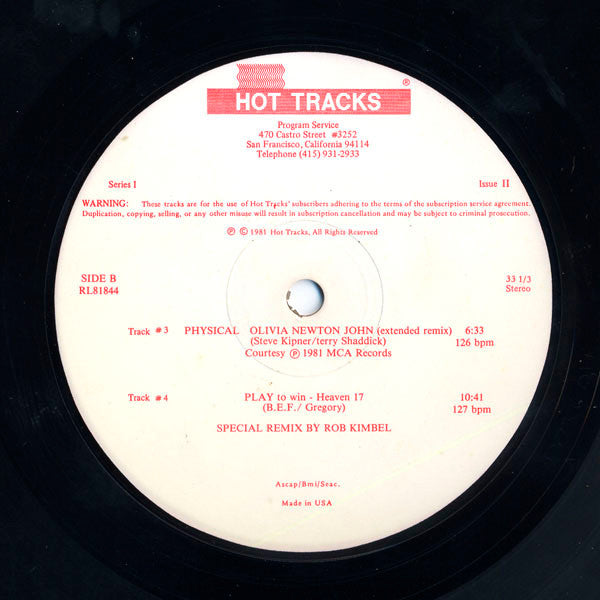 ®
HOT TRACKS
Program Service
470 Castro Street #3252
San Francisco, California 94114
Telephone (415) 931-2933
Series I Issue II
WARNING: These tracks are for the use of Hot Tracks' subscribers adhering to the terms of the subscription service agreement.
Duplication, copying, selling, or any other misuse will result in subscription cancellation and may be subject to criminal prosecution.
℗ © 1981 Hot Tracks, All Rights Reserved
SIDE B 33 1/3
RL81844 Stereo
Track #3 PHYSICAL OLIVIA NEWTON JOHN (extended remix) 6:33
(Steve Kipner/terry Shaddick) 126 bpm
Courtesy ℗ 1981 MCA Records
Track #4 PLAY to win - Heaven 17 10:41
(B.E.F./ Gregory) 127 bpm
SPECIAL REMIX BY ROB KIMBEL
Ascap/Bmi/Seac.
Made in USA